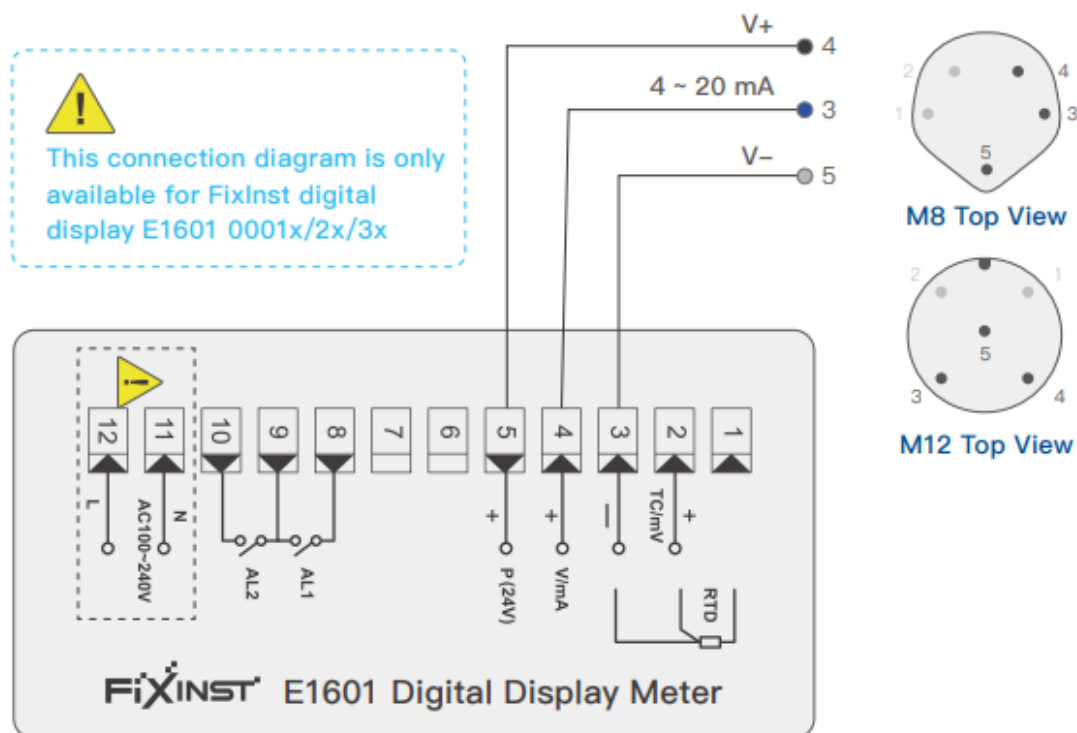 V+
4
4 ~ 20 mA
3
V−
5
This connection diagram is only
available for FixInst digital
display E1601 0001x/2x/3x
2
4
1
3
5
M8 Top View
2
1
5
3
4
M12 Top View
12
11
10
9
8
7
6
5
4
3
2
1
L
AC100~240V
N
AL2
AL1
+
P(24V)
+
V/mA
—
TC/mV
+
RTD
FiXINST E1601 Digital Display Meter